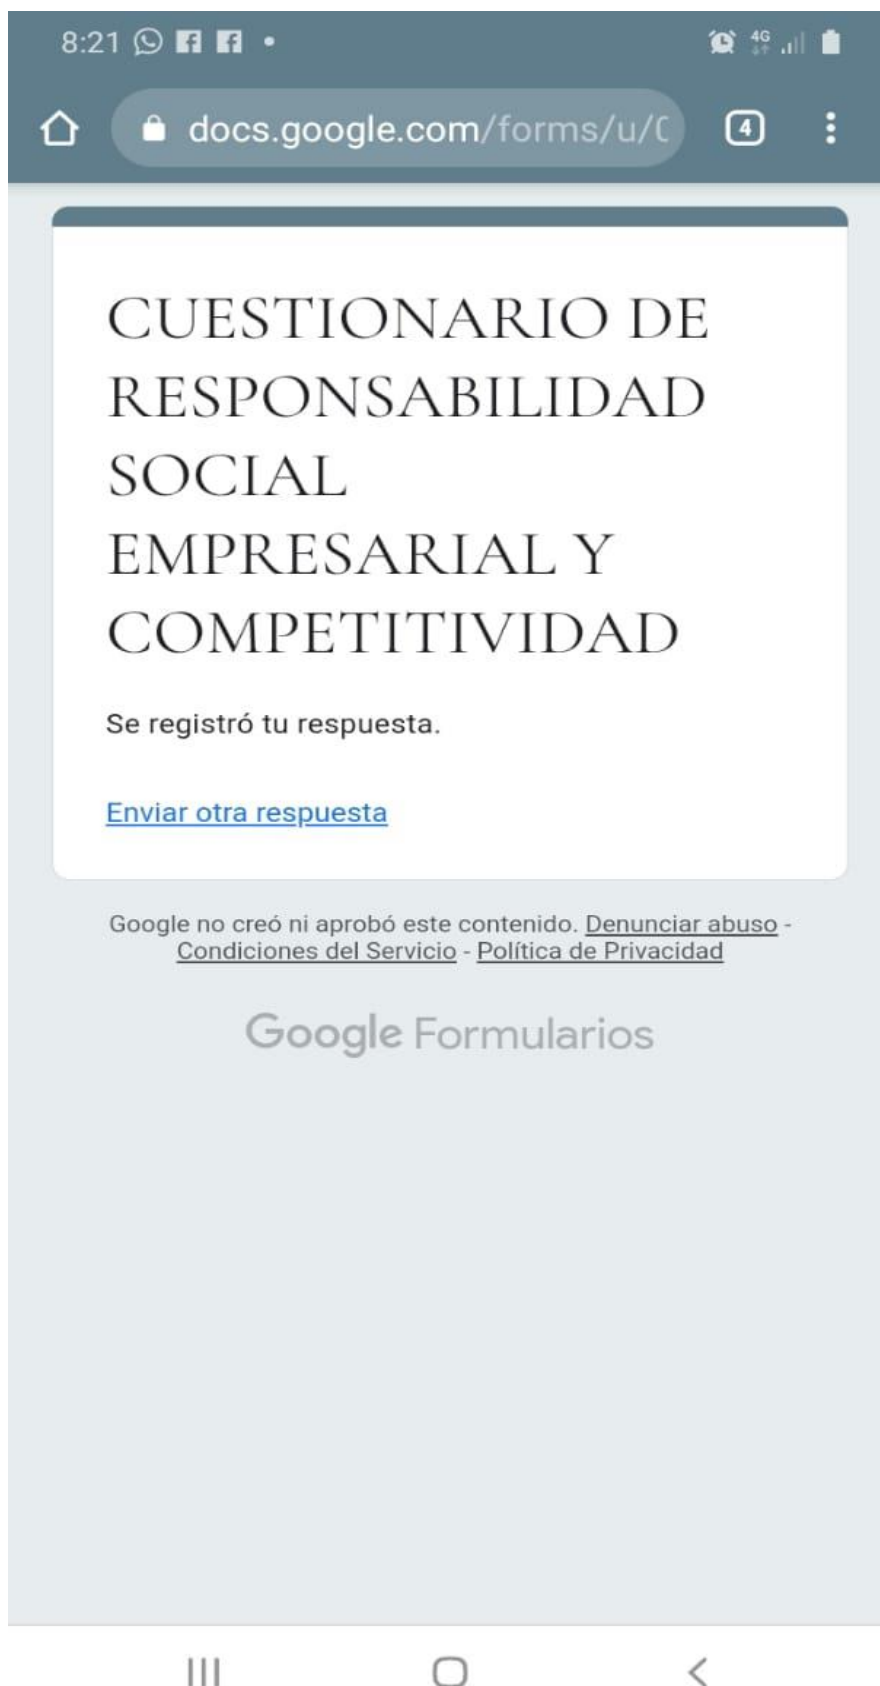 8:21
4G
docs.google.com/forms/u/
4
CUESTIONARIO DE
RESPONSABILIDAD
SOCIAL
EMPRESARIAL Y
COMPETITIVIDAD
Se registró tu respuesta.
Enviar otra respuesta
Google no creó ni aprobó este contenido. Denunciar abuso -
Condiciones del Servicio - Política de Privacidad
Google Formularios